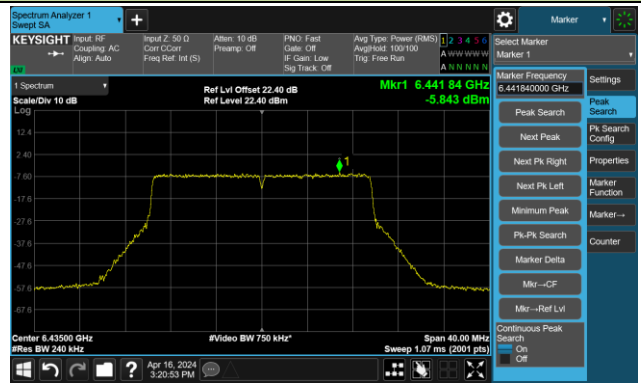 Spectrum Analyzer 1
Swept SA
Marker
KEYSIGHT
Input: RF
Coupling: AC
Align: Auto
Input Z: 50 Ω
Corr CCorr
Freq Ref: Int (S)
Atten: 10 dB
Preamp: Off
PNO: Fast
Gate: Off
IF Gain: Low
Sig Track: Off
Avg Type: Power (RMS)
Avg|Hold: 100/100
Trig: Free Run
1 2 3 4 5 6
A W W W W W
A N N N N N
LXI
Select Marker
Marker 1
1 Spectrum
Scale/Div 10 dB
Log
Ref Lvl Offset 22.40 dB
Ref Level 22.40 dBm
Mkr1 6.441 84 GHz
-5.843 dBm
12.4
2.40
-7.60
-17.6
-27.6
-37.6
-47.6
-57.6
-67.6
1
Center 6.43500 GHz
#Res BW 240 kHz
#Video BW 750 kHz*
Span 40.00 MHz
Sweep 1.07 ms (2001 pts)
Marker Frequency
6.441840000 GHz
Peak Search
Next Peak
Next Pk Right
Next Pk Left
Minimum Peak
Pk-Pk Search
Marker Delta
Mkr→CF
Mkr→Ref Lvl
Continuous Peak
Search
On
Off
Settings
Peak
Search
Pk Search
Config
Properties
Marker
Function
Marker→
Counter
?
Apr 16, 2024
3:20:53 PM